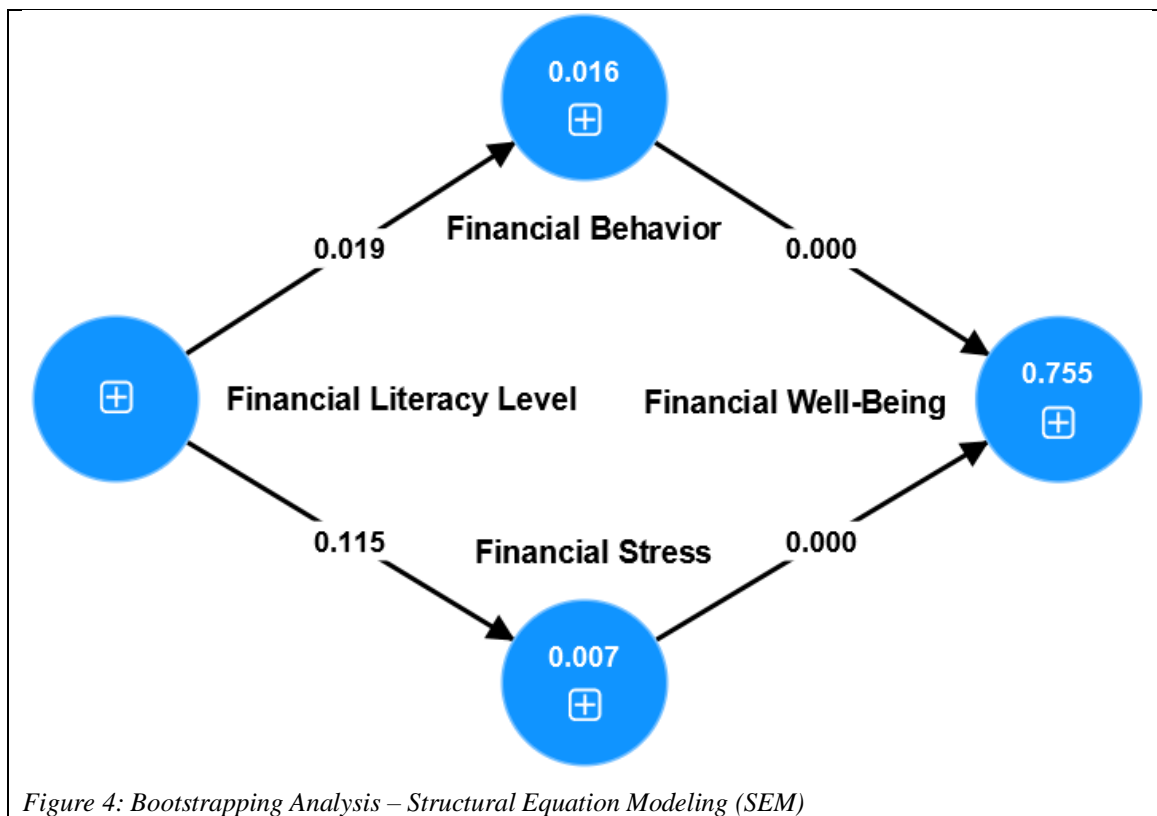 0.016
Financial Behavior
0.019
0.000
Financial Literacy Level
Financial Well-Being
0.755
0.115
Financial Stress
0.000
0.007
Figure 4: Bootstrapping Analysis – Structural Equation Modeling (SEM)